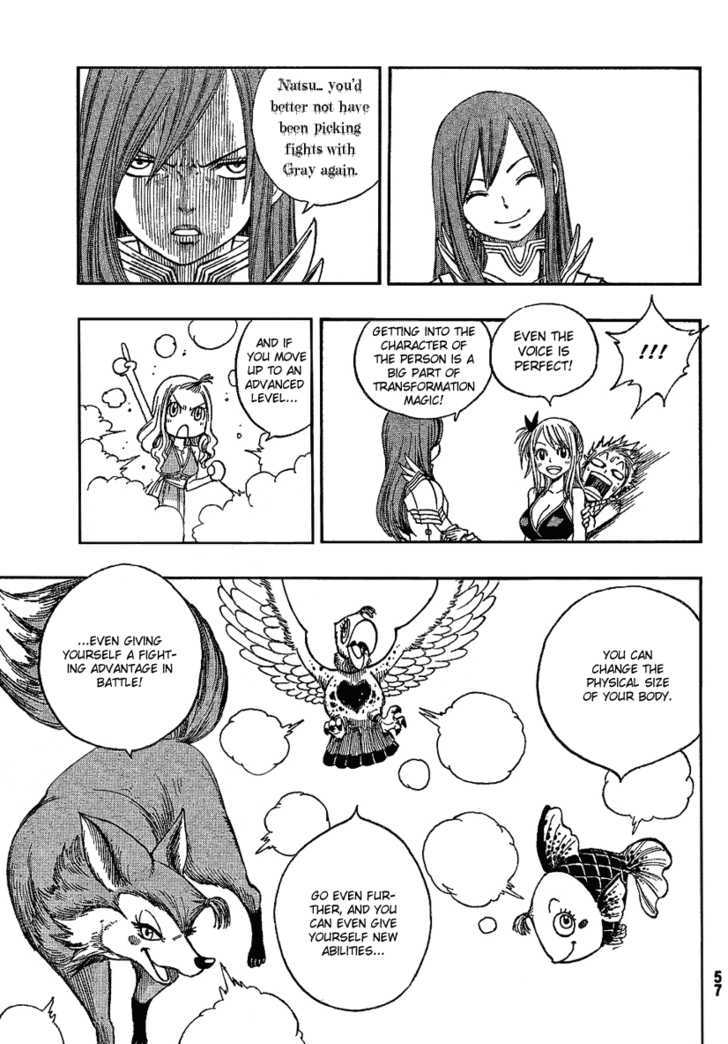 Natsu... you'd
better not have
been picking
fights with
Gray again.
!!!
EVEN THE
VOICE IS
PERFECT!
GETTING INTO THE
CHARACTER OF
THE PERSON IS A
BIG PART OF
TRANSFORMATION
MAGIC!
AND IF
YOU MOVE
UP TO AN
ADVANCED
LEVEL...
YOU CAN
CHANGE THE
PHYSICAL SIZE
OF YOUR BODY.
GO EVEN FUR-
THER, AND YOU
CAN EVEN GIVE
YOURSELF NEW
ABILITIES...
...EVEN GIVING
YOURSELF A FIGHT-
ING ADVANTAGE IN
BATTLE!
57